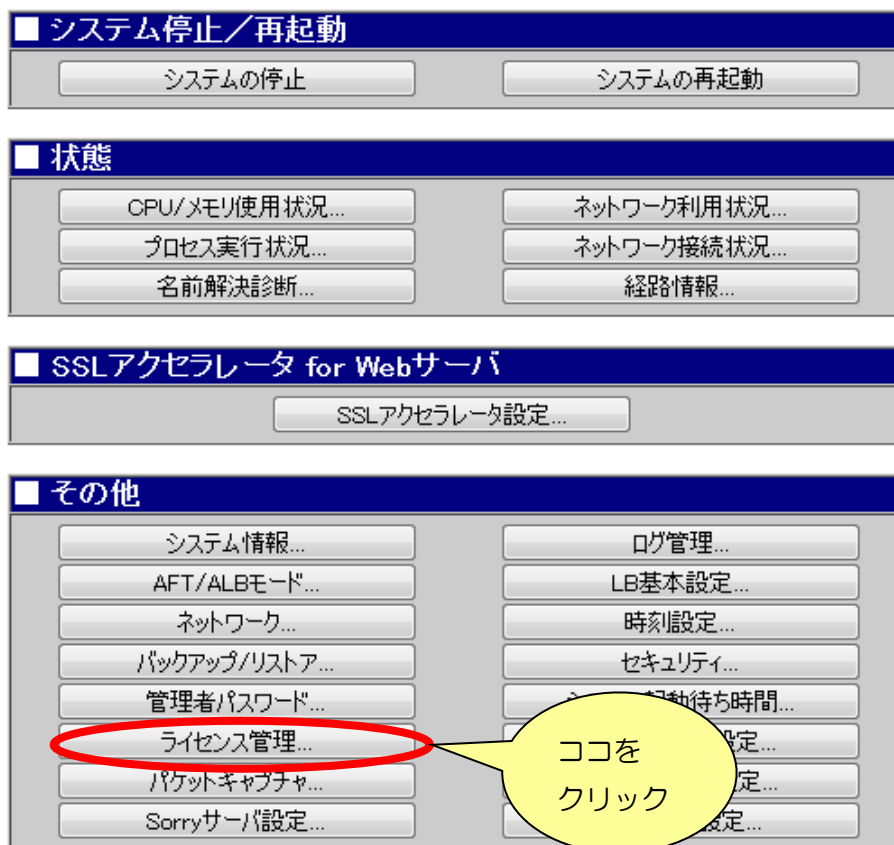 ■ システム停止／再起動
システムの停止 システムの再起動
■ 状態
CPU/メモリ使用状況... ネットワーク利用状況...
プロセス実行状況... ネットワーク接続状況...
名前解決診断... 経路情報...
■ SSLアクセラレータ for Webサーバ
SSLアクセラレータ設定...
■ その他
システム情報... ログ管理...
AFT/ALBモード... LB基本設定...
ネットワーク... 時刻設定...
バックアップ/リストア... セキュリティ...
管理者パスワード... 待ち時間...
ライセンス管理... 定...
パケットキャプチャ... 定...
Sorryサーバ設定... 定...
ココを
クリック